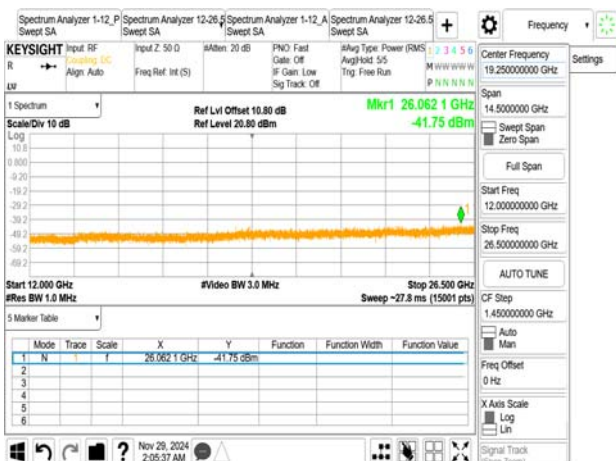 Spectrum Analyzer 1-12_P Spectrum Analyzer 12-26.5 Spectrum Analyzer 1-12_A Spectrum Analyzer 12-26.5 + Frequency
Swept SA Swept SA Swept SA Swept SA
KEYSIGHT Input: RF Input Z: 50 Ω #Atten: 20 dB PNO: Fast #Avg Type: Power (RMS 1 2 3 4 5 6
R Coupling: DC Gate: Off Avg|Hold: 5/5 M W W W W W
Align: Auto Freq Ref: Int (S) IF Gain: Low Trig: Free Run
Sig Track: Off P N N N N N
LXI
1 Spectrum Ref Lvl Offset 10.80 dB Mkr1 26.062 1 GHz
Scale/Div 10 dB Ref Level 20.80 dBm -41.75 dBm
Log
10.8
0.800
-9.20
-19.2
-29.2
-39.2
-49.2
-59.2
-69.2
1
Start 12.000 GHz #Video BW 3.0 MHz Stop 26.500 GHz
#Res BW 1.0 MHz Sweep ~27.8 ms (15001 pts)
5 Marker Table
Mode Trace Scale X Y Function Function Width Function Value
1 N 1 f 26.062 1 GHz -41.75 dBm
2
3
4
5
6
Nov 29, 2024
2:05:37 AM
Center Frequency
19.250000000 GHz
Settings
Span
14.5000000 GHz
Swept Span
Zero Span
Full Span
Start Freq
12.000000000 GHz
Stop Freq
26.500000000 GHz
AUTO TUNE
CF Step
1.450000000 GHz
Auto
Man
Freq Offset
0 Hz
X Axis Scale
Log
Lin
Signal Track